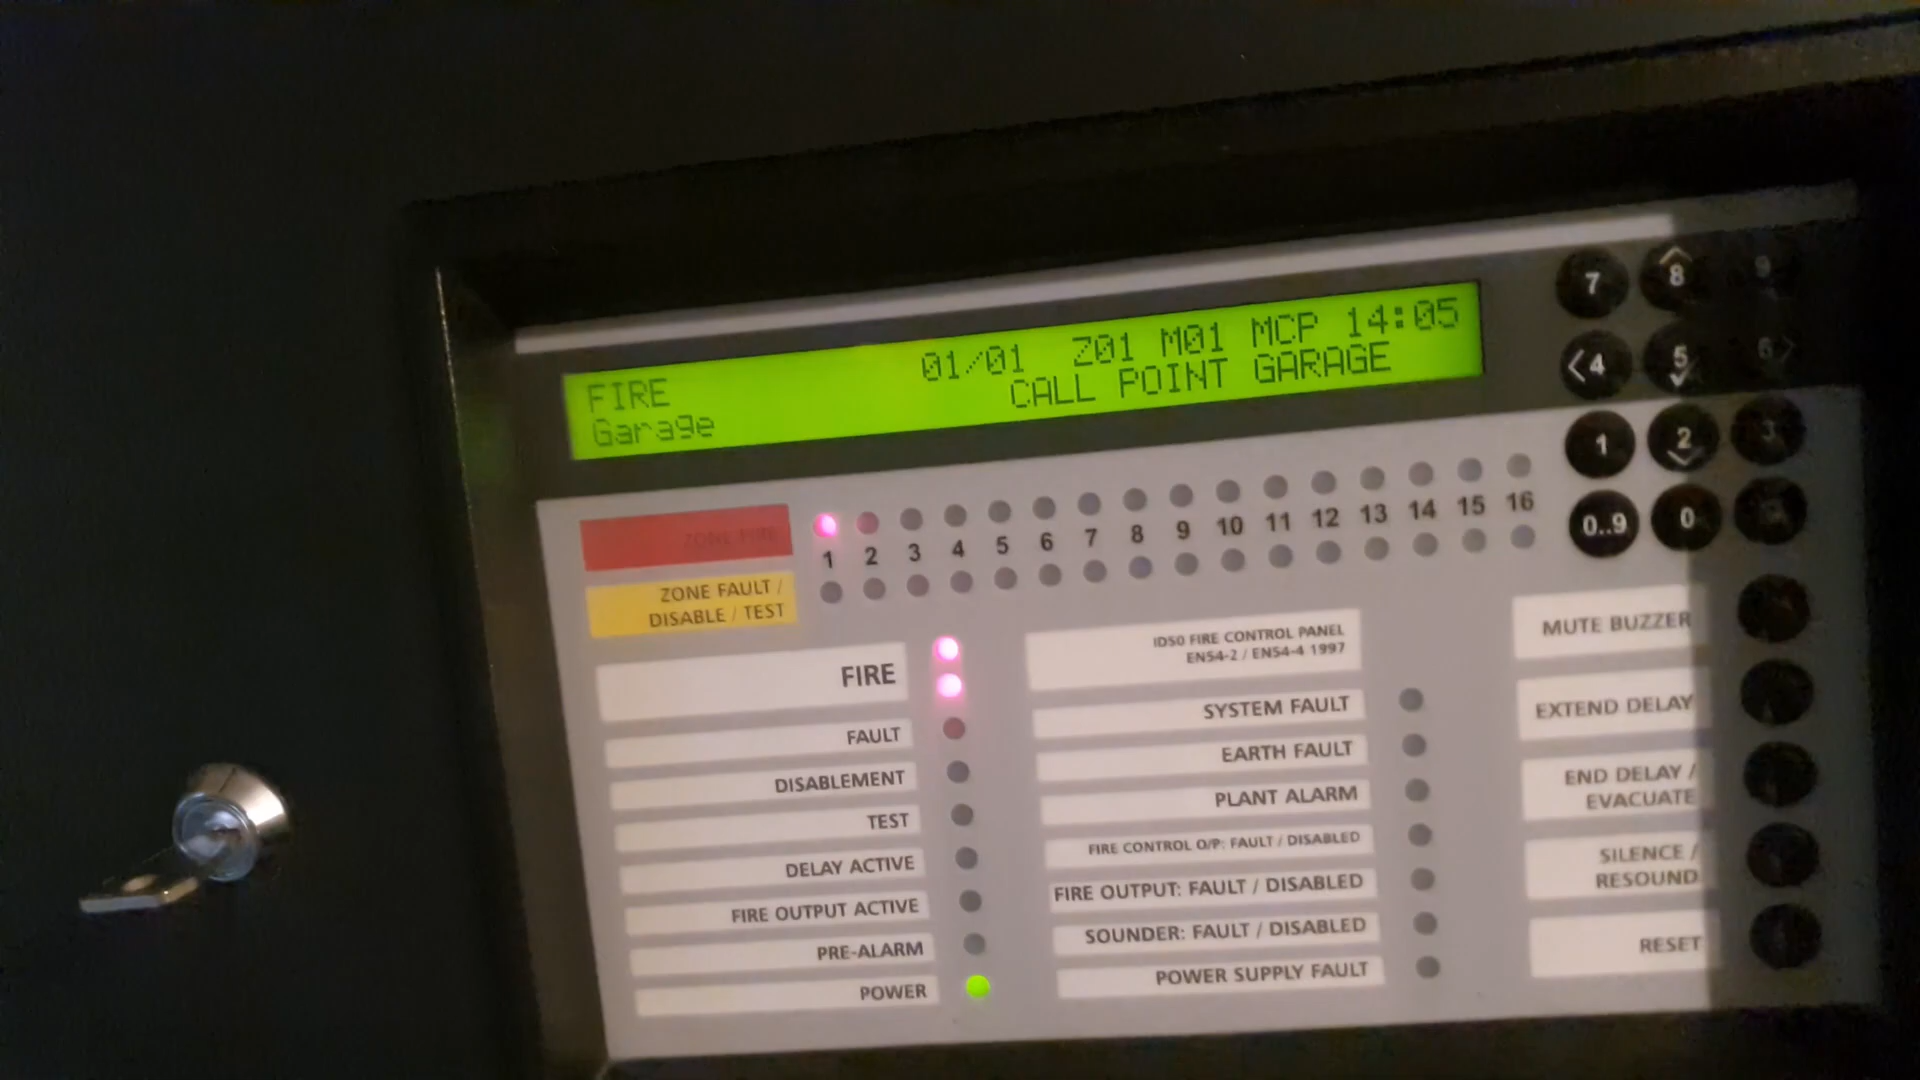 FIRE 01/01 Z01 M01 MCP 14:05
Garage CALL POINT GARAGE
7 8 9
4 5 6
1 2 3
0..9 0
ZONE FIRE
1 2 3 4 5 6 7 8 9 10 11 12 13 14 15 16
ZONE FAULT /
DISABLE / TEST
FIRE
FAULT
DISABLEMENT
TEST
DELAY ACTIVE
FIRE OUTPUT ACTIVE
PRE-ALARM
POWER
ID50 FIRE CONTROL PANEL
EN54-2 / EN54-4 1997
SYSTEM FAULT
EARTH FAULT
PLANT ALARM
FIRE CONTROL O/P: FAULT / DISABLED
FIRE OUTPUT: FAULT / DISABLED
SOUNDER: FAULT / DISABLED
POWER SUPPLY FAULT
MUTE BUZZER
EXTEND DELAY
END DELAY /
EVACUATE
SILENCE /
RESOUND
RESET